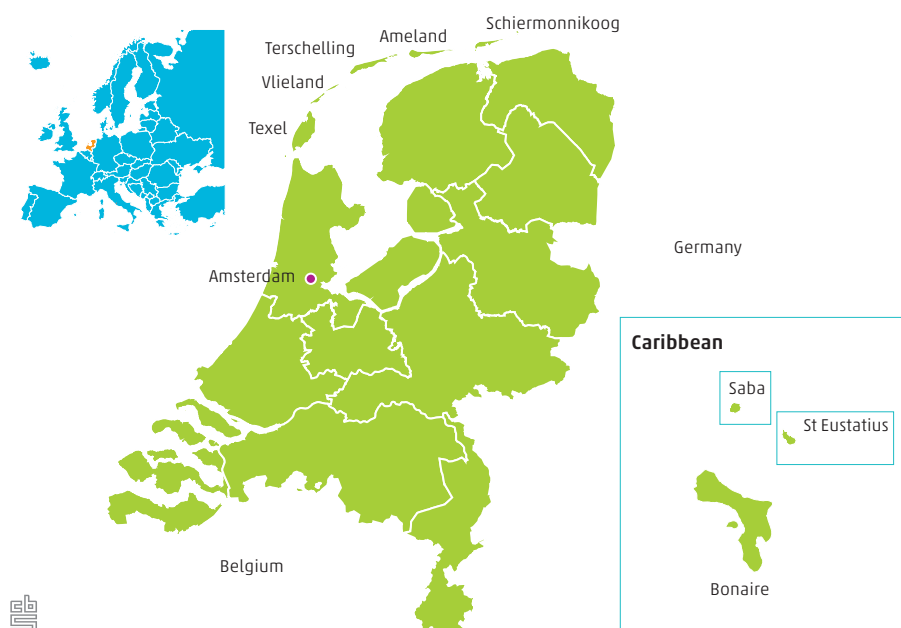 Schiermonnikoog
Ameland
Terschelling
Vlieland
Texel
Germany
Amsterdam
Caribbean
Saba
St Eustatius
Belgium
Bonaire